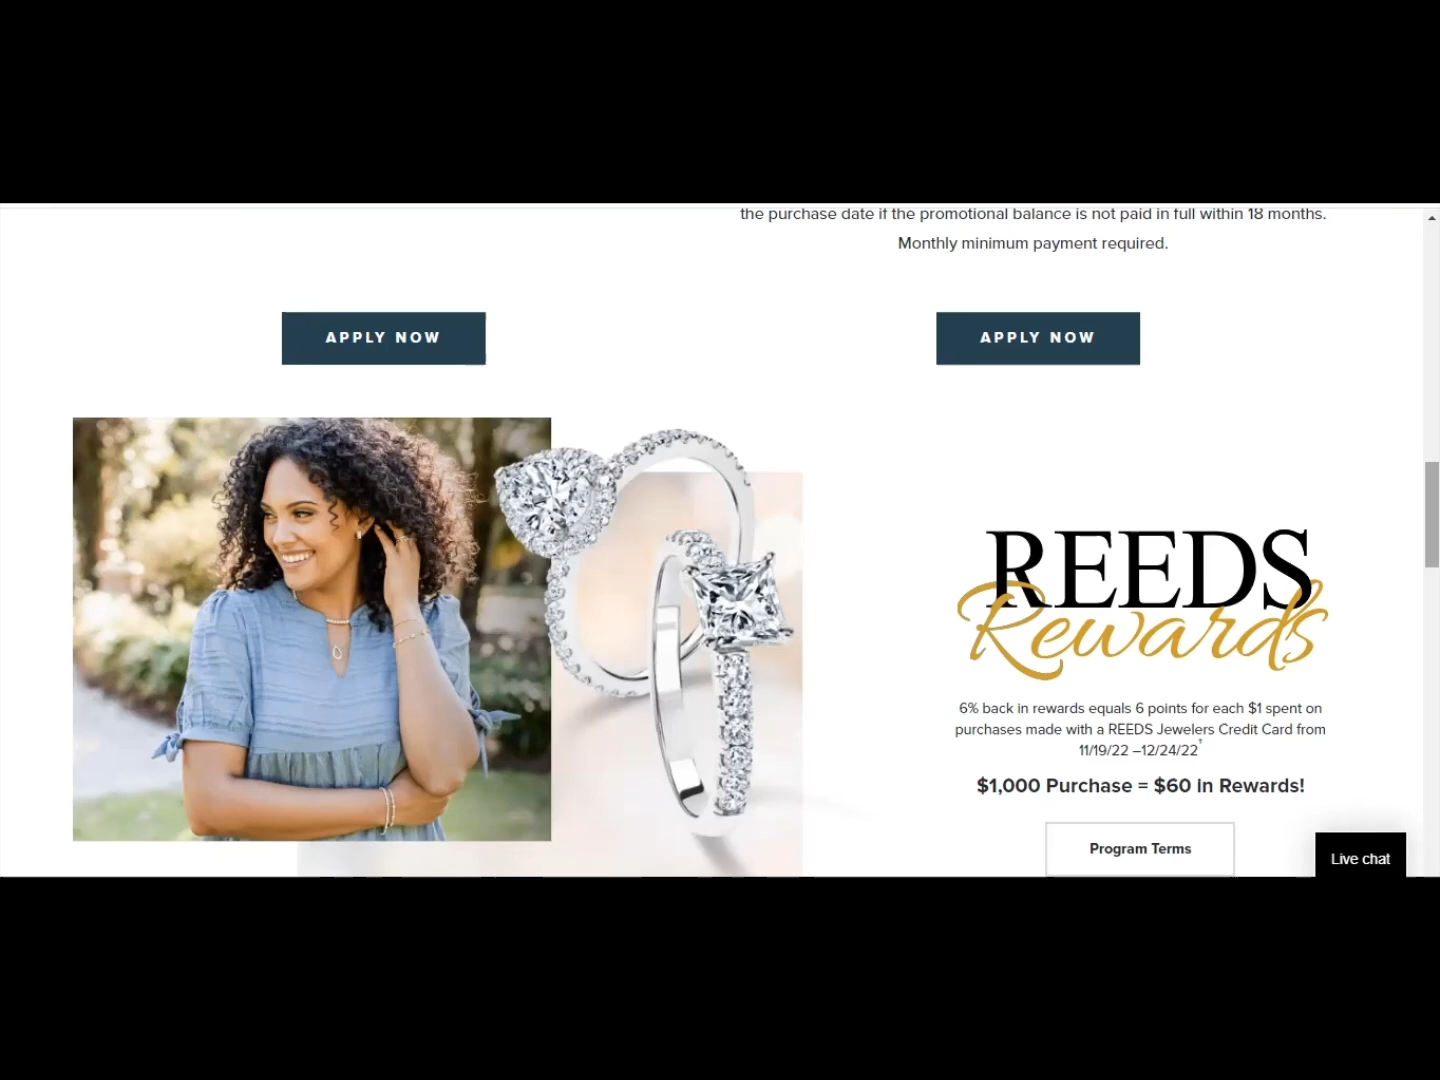 the purchase date if the promotional balance is not paid in full within 18 months.
Monthly minimum payment required.
APPLY NOW
APPLY NOW
REEDS
Rewards
6% back in rewards equals 6 points for each $1 spent on
purchases made with a REEDS Jewelers Credit Card from
11/19/22 –12/24/22†
$1,000 Purchase = $60 in Rewards!
Program Terms
Live chat